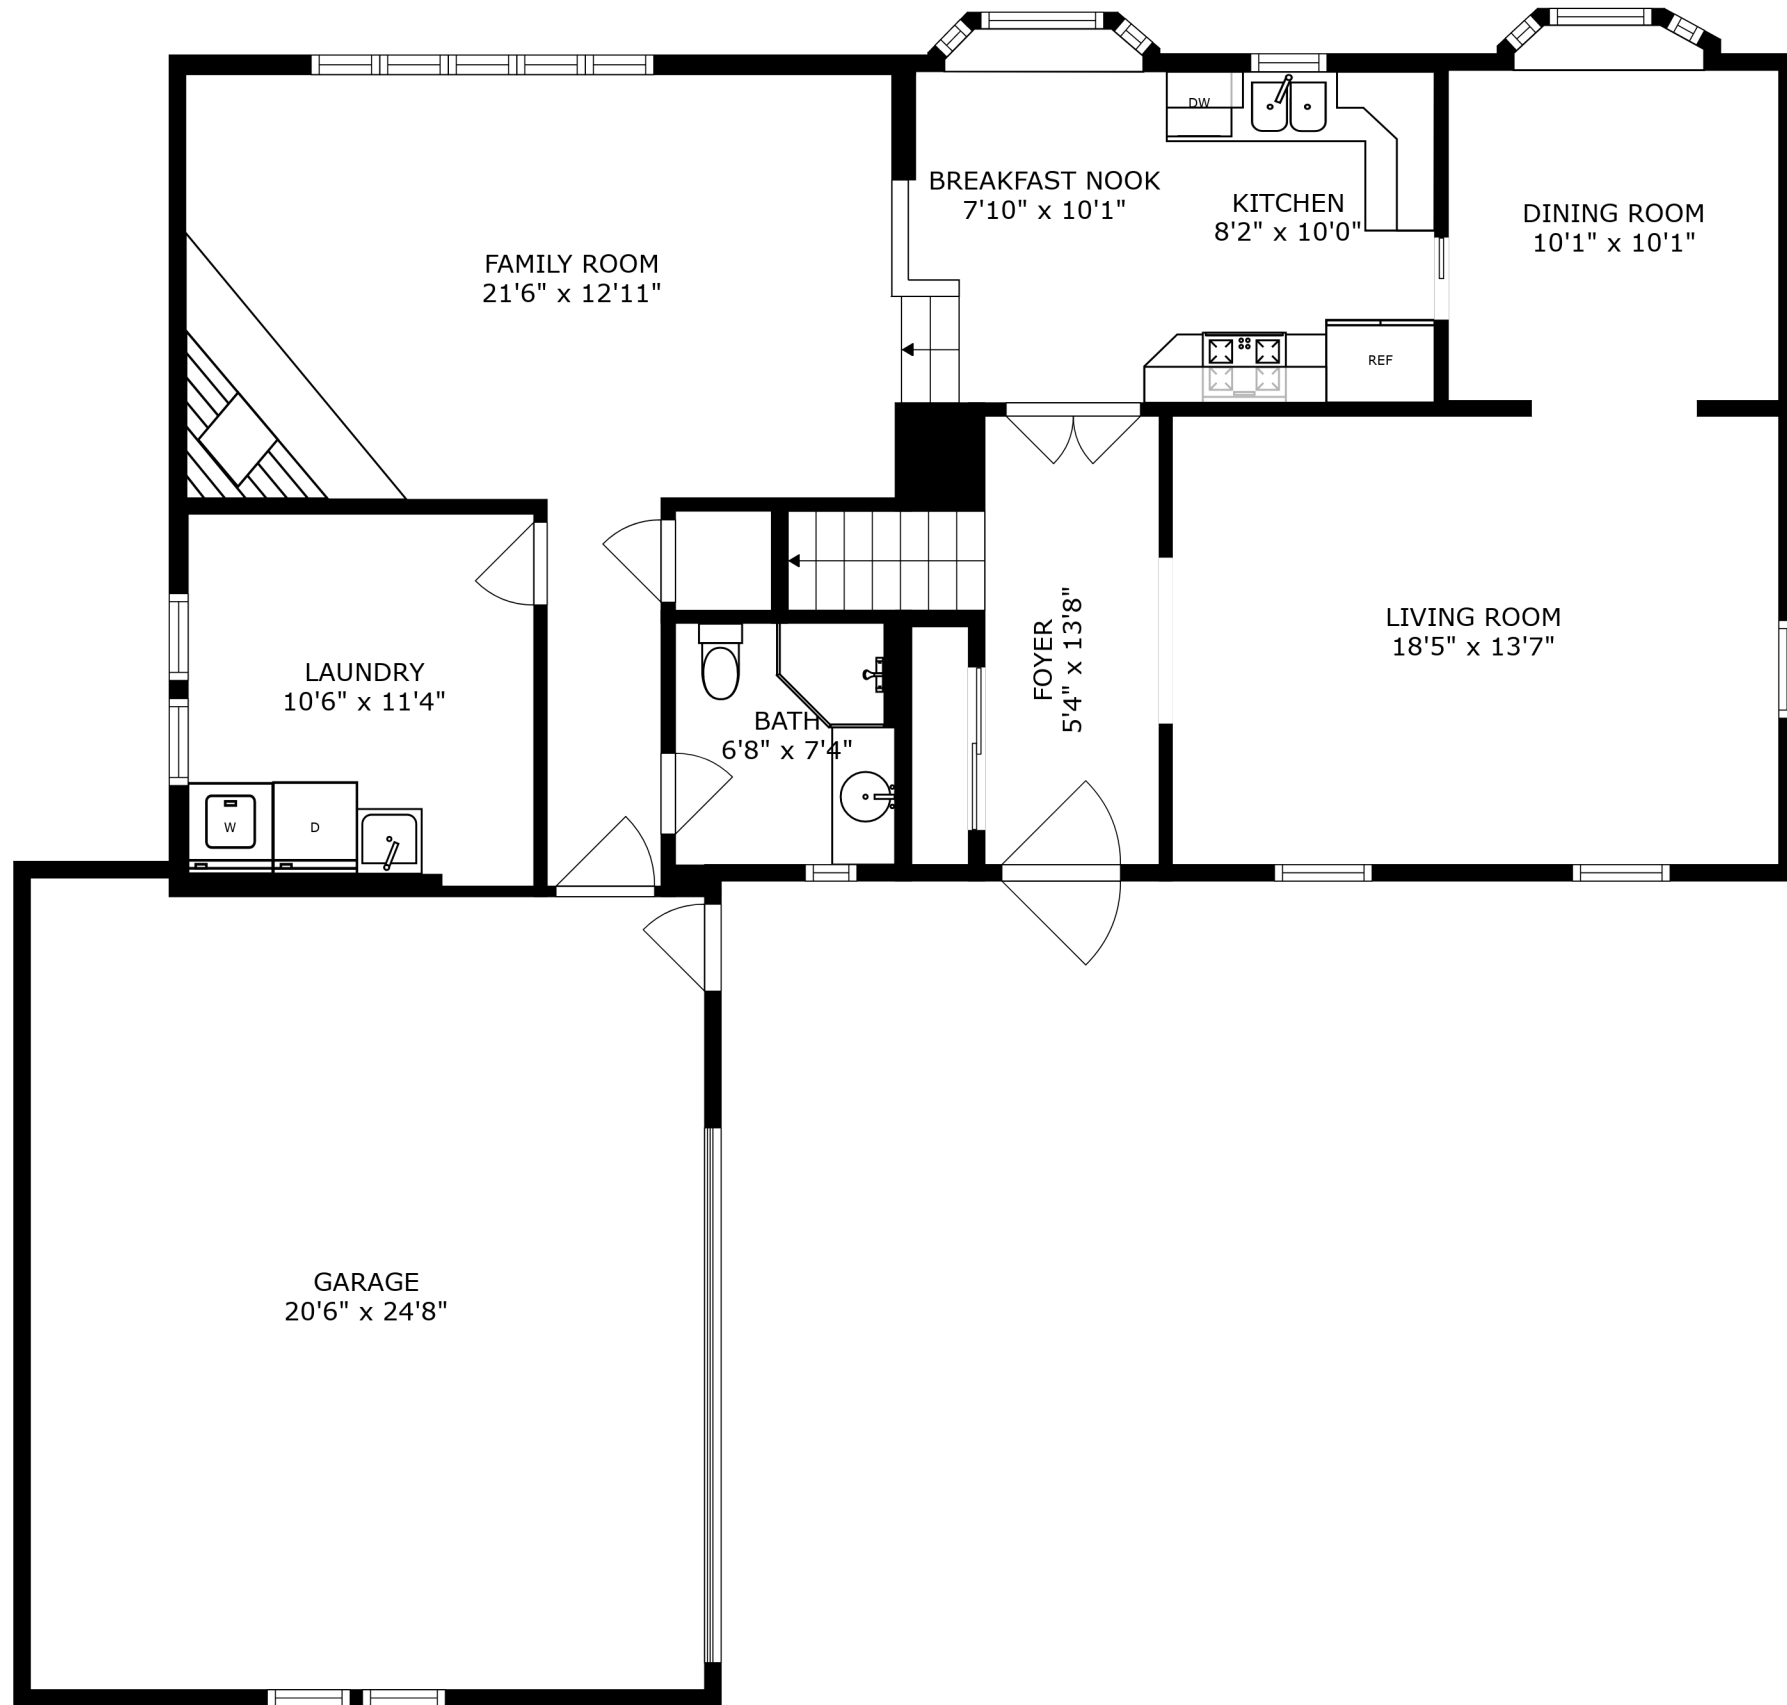 DW
BREAKFAST NOOK
7'10" x 10'1"
KITCHEN
8'2" x 10'0"
DINING ROOM
10'1" x 10'1"
FAMILY ROOM
21'6" x 12'11"
REF
FOYER
5'4" x 13'8"
LIVING ROOM
18'5" x 13'7"
LAUNDRY
10'6" x 11'4"
BATH
6'8" x 7'4"
W
D
GARAGE
20'6" x 24'8"